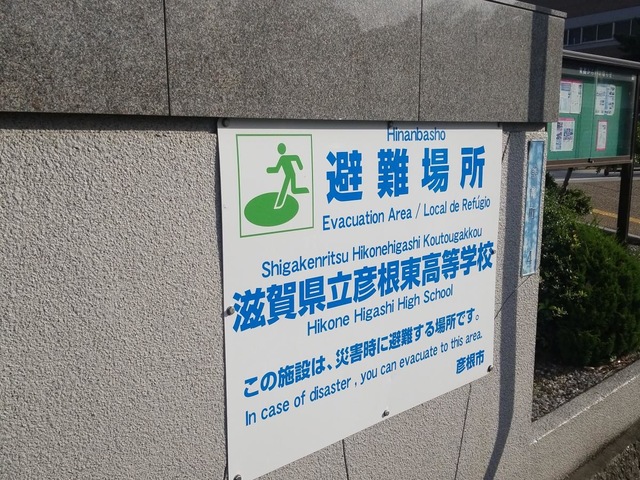 Hinanbasho
避難場所
Evacuation Area / Local de Refúgio
Shigakenritsu Hikonehigashi Koutougakkou
滋賀県立彦根東高等学校
Hikone Higashi High School
この施設は、災害時に避難する場所です。
In case of disaster , you can evacuate to this area.
彦根市